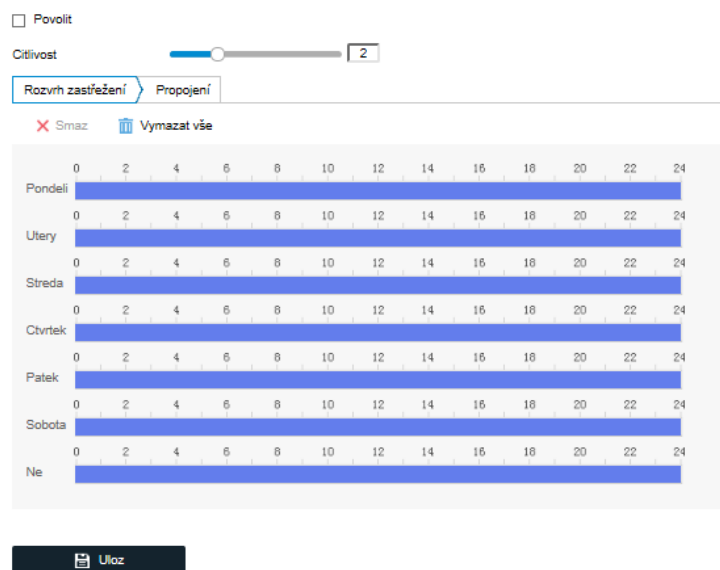 Povolit
Citlivost 2
Rozvrh zastřežení Propojení
Smaz Vymazat vše
0 2 4 6 8 10 12 14 16 18 20 22 24
Pondeli
0 2 4 6 8 10 12 14 16 18 20 22 24
Utery
0 2 4 6 8 10 12 14 16 18 20 22 24
Streda
0 2 4 6 8 10 12 14 16 18 20 22 24
Ctvrtek
0 2 4 6 8 10 12 14 16 18 20 22 24
Patek
0 2 4 6 8 10 12 14 16 18 20 22 24
Sobota
0 2 4 6 8 10 12 14 16 18 20 22 24
Ne
Uloz